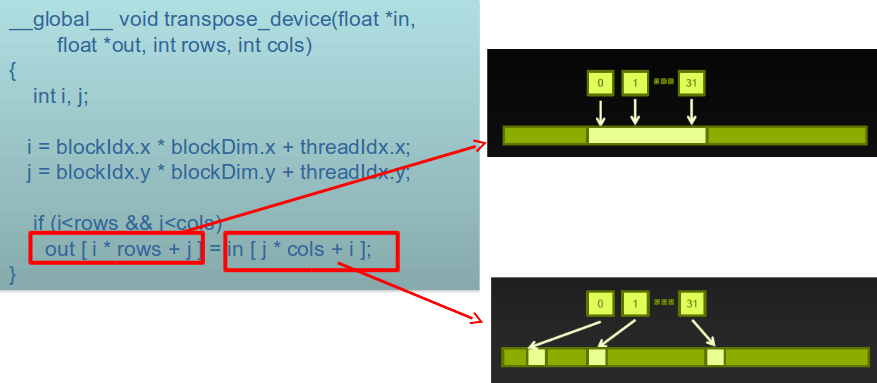 __global__ void transpose_device(float *in,
float *out, int rows, int cols)
{
int i, j;
i = blockIdx.x * blockDim.x + threadIdx.x;
j = blockIdx.y * blockDim.y + threadIdx.y;
if (i<rows && j<cols)
out [ i * rows + j ] = in [ j * cols + i ];
}
0 1 31
0 1 31